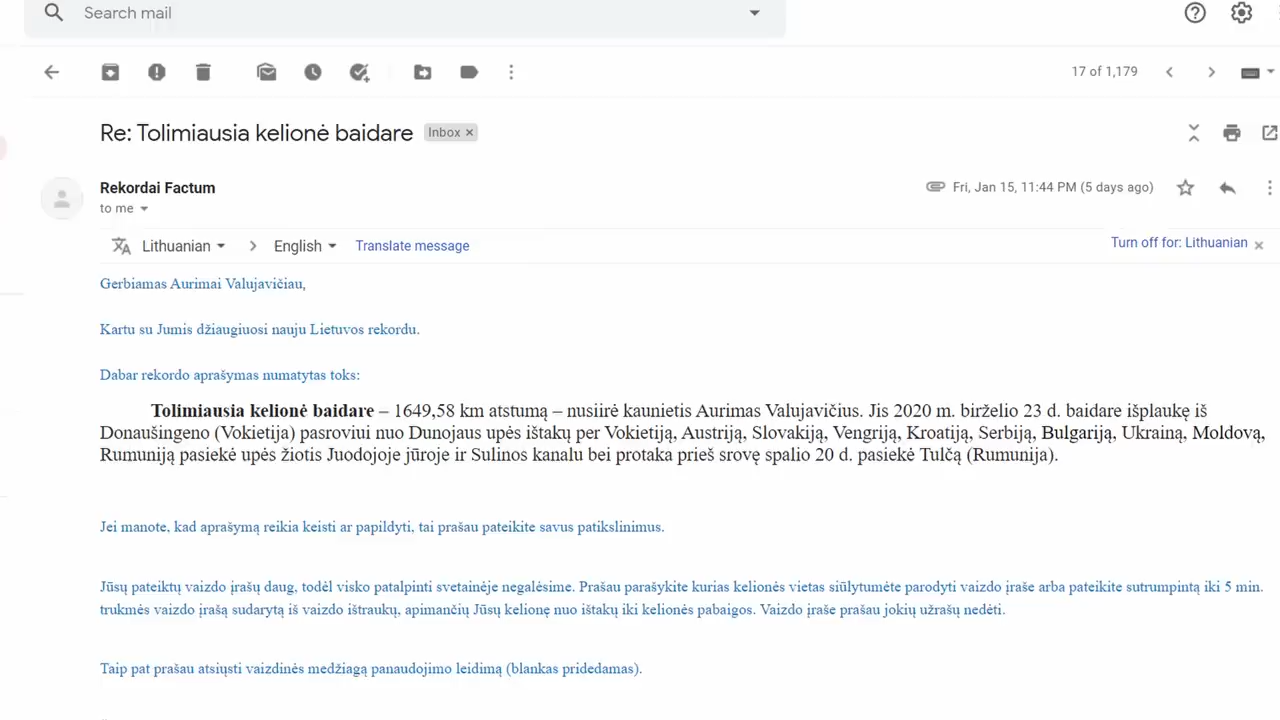 Search mail
17 of 1,179
Re: Tolimiausia kelionė baidare Inbox ×
Rekordai Factum
Fri, Jan 15, 11:44 PM (5 days ago)
to me
Lithuanian > English Translate message
Turn off for: Lithuanian ×
Gerbiamas Aurimai Valujavičiau,
Kartu su Jumis džiaugiuosi nauju Lietuvos rekordu.
Dabar rekordo aprašymas numatytas toks:
Tolimiausia kelionė baidare – 1649,58 km atstumą – nusiirė kaunietis Aurimas Valujavičius. Jis 2020 m. birželio 23 d. baidare išplaukė iš
Donaušingeno (Vokietija) pasroviui nuo Dunojaus upės ištakų per Vokietiją, Austriją, Slovakiją, Vengriją, Kroatiją, Serbiją, Bulgariją, Ukrainą, Moldovą,
Rumuniją pasiekė upės žiotis Juodojoje jūroje ir Sulinos kanalu bei protaka prieš srovę spalio 20 d. pasiekė Tulčą (Rumunija).
Jei manote, kad aprašymą reikia keisti ar papildyti, tai prašau pateikite savus patikslinimus.
Jūsų pateiktų vaizdo įrašų daug, todėl visko patalpinti svetainėje negalėsime. Prašau parašykite kurias kelionės vietas siūlytumėte parodyti vaizdo įraše arba pateikite sutrumpintą iki 5 min.
trukmės vaizdo įrašą sudarytą iš vaizdo ištraukų, apimančių Jūsų kelionę nuo ištakų iki kelionės pabaigos. Vaizdo įraše prašau jokių užrašų nedėti.
Taip pat prašau atsiųsti vaizdinės medžiagą panaudojimo leidimą (blankas pridedamas).